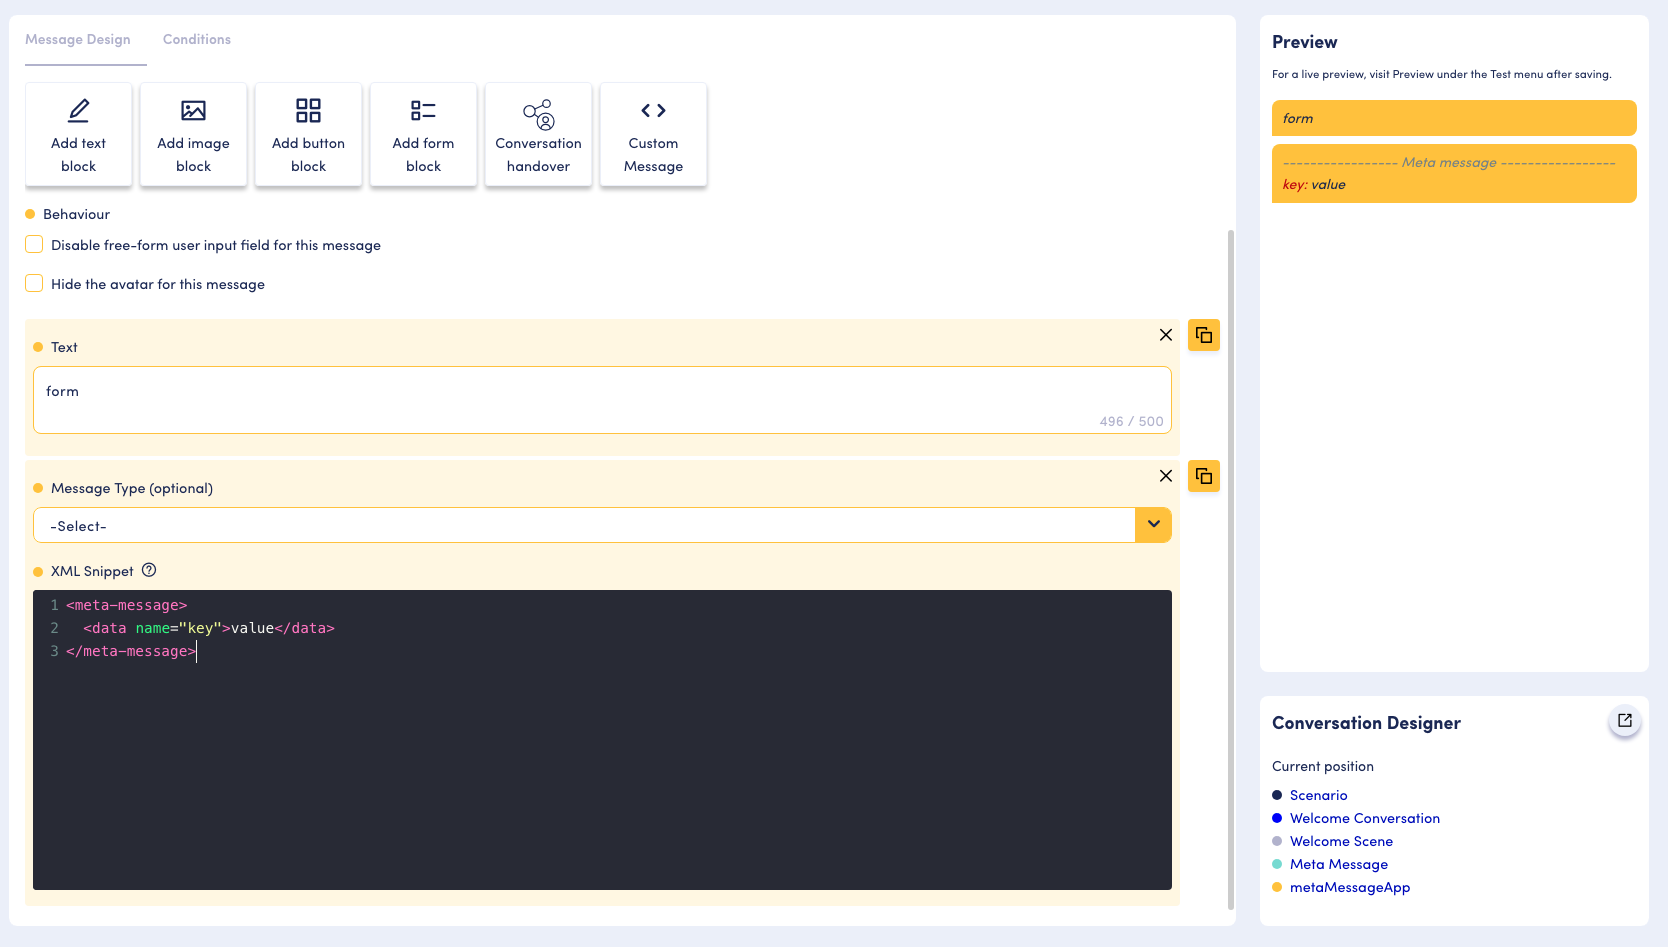 Message Design
Conditions
Add text
block
Add image
block
Add button
block
Add form
block
Conversation
handover
Custom
Message
Behaviour
Disable free-form user input field for this message
Hide the avatar for this message
Text
form
496 / 500
Message Type (optional)
-Select-
XML Snippet
1 <meta-message>
2   <data name="key">value</data>
3 </meta-message>
Preview
For a live preview, visit Preview under the Test menu after saving.
form
----------------- Meta message -----------------
key: value
Conversation Designer
Current position
Scenario
Welcome Conversation
Welcome Scene
Meta Message
metaMessageApp